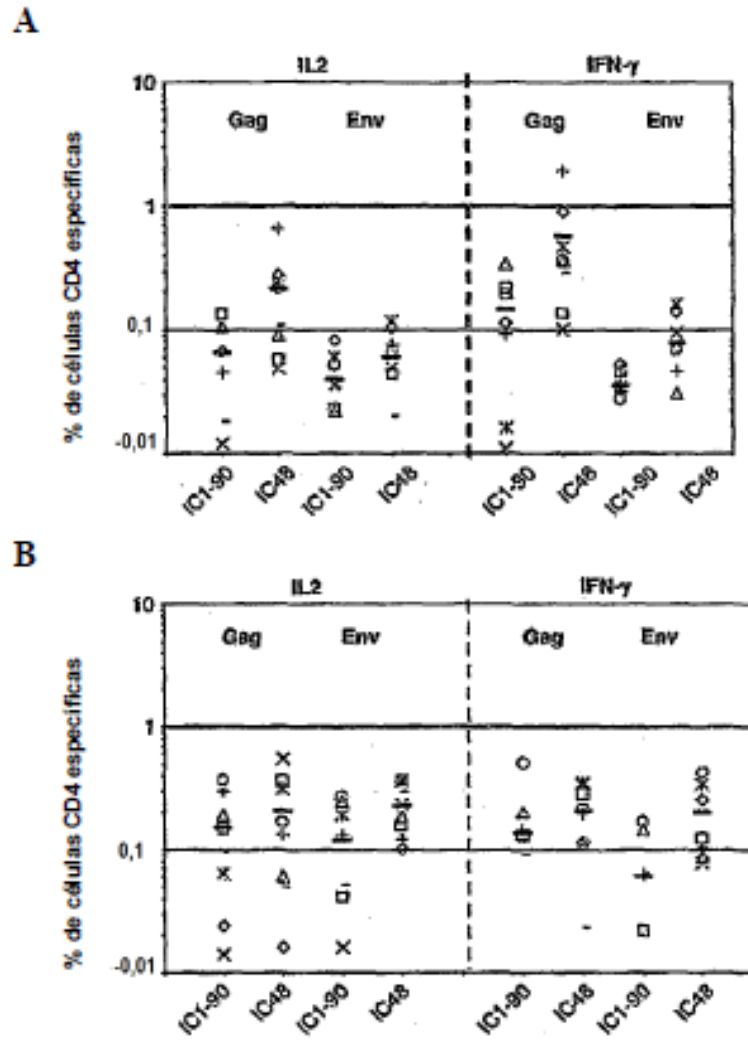 A
IL2 IFN-γ
10
Gag Env Gag Env
1
0,1
-0,01
% de células CD4 específicas
IC1-90 IC48 IC1-90 IC48 IC1-90 IC48 IC1-90 IC48
B
IL2 IFN-γ
10
Gag Env Gag Env
1
0,1
-0,01
% de células CD4 específicas
IC1-90 IC48 IC1-90 IC48 IC1-90 IC48 IC1-90 IC48